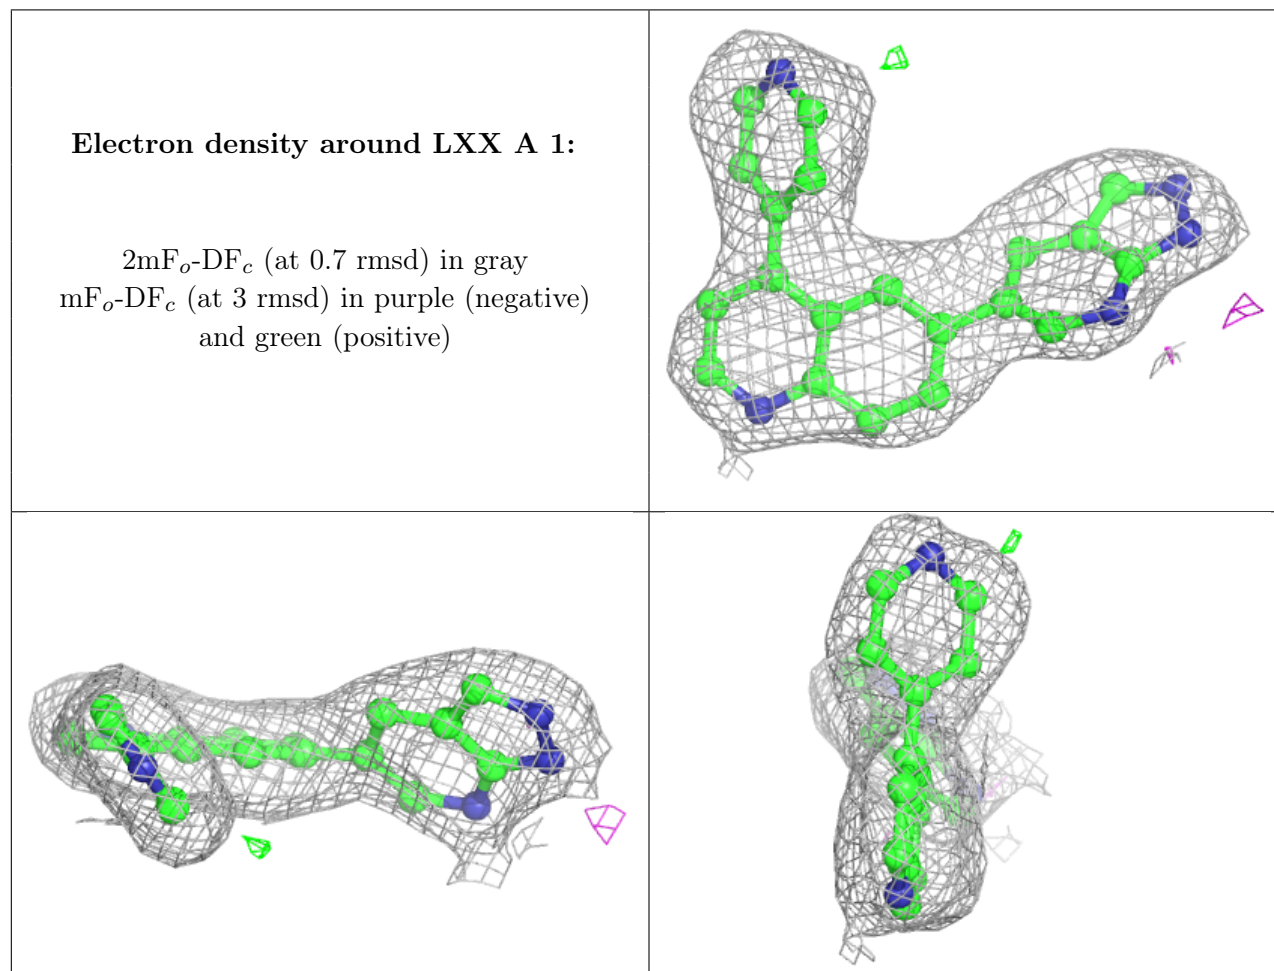 Electron density around LXX A 1:
2mFo-DFc (at 0.7 rmsd) in gray
mFo-DFc (at 3 rmsd) in purple (negative)
and green (positive)